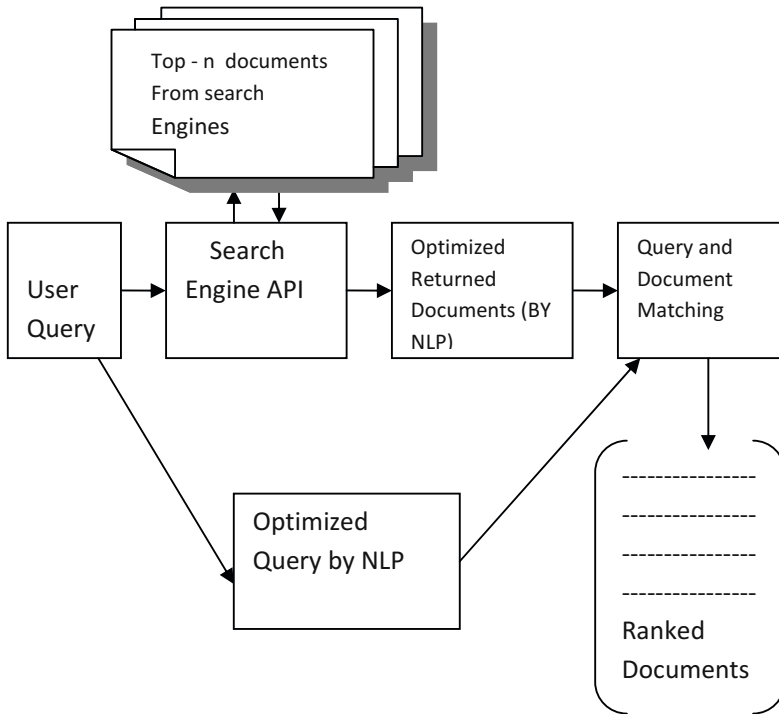 Top - n documents
From search
Engines
User
Query
Search
Engine API
Optimized
Returned
Documents (BY
NLP)
Query and
Document
Matching
Optimized
Query by NLP
-------------------
-------------------
-------------------
-------------------
Ranked
Documents